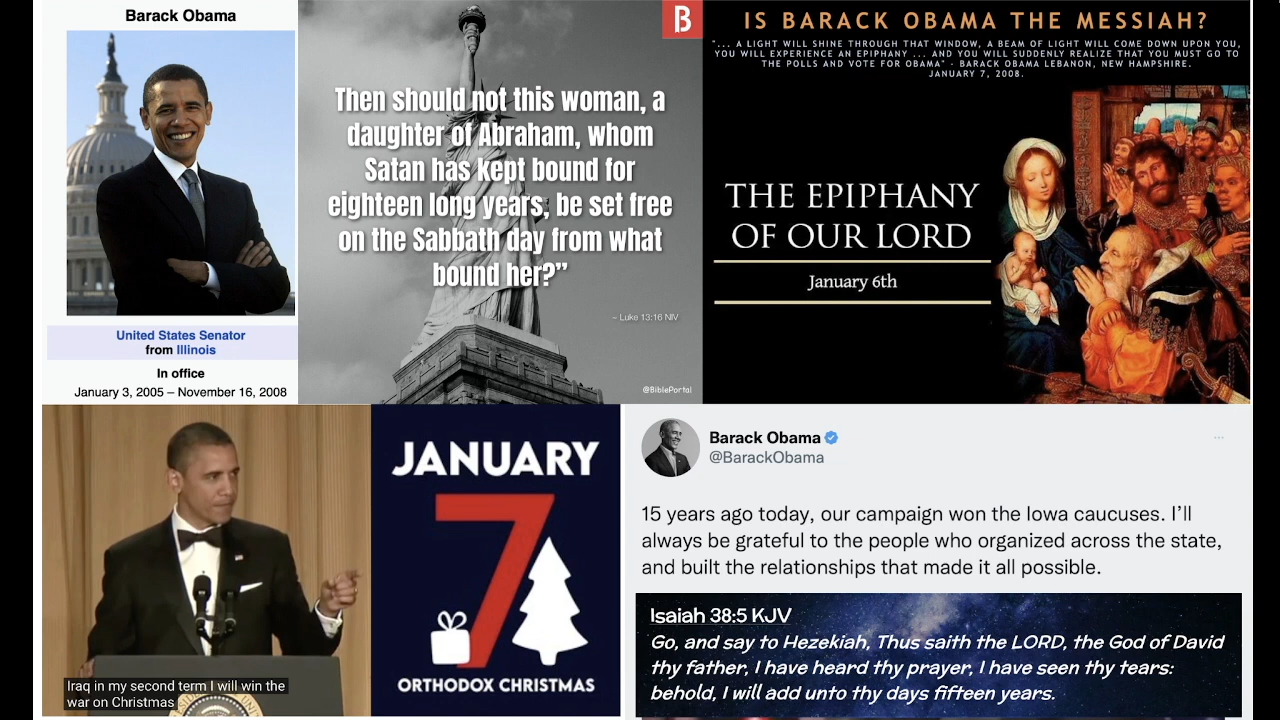 Barack Obama
United States Senator
from Illinois
In office
January 3, 2005 – November 16, 2008
B
Then should not this woman, a
daughter of Abraham, whom
Satan has kept bound for
eighteen long years, be set free
on the Sabbath day from what
bound her?”
– Luke 13:16 NIV
@BiblePortal
IS BARACK OBAMA THE MESSIAH?
"... A LIGHT WILL SHINE THROUGH THAT WINDOW, A BEAM OF LIGHT WILL COME DOWN UPON YOU,
YOU WILL EXPERIENCE AN EPIPHANY ... AND YOU WILL SUDDENLY REALIZE THAT YOU MUST GO TO
THE POLLS AND VOTE FOR OBAMA" - BARACK OBAMA LEBANON, NEW HAMPSHIRE.
JANUARY 7, 2008.
THE EPIPHANY
OF OUR LORD
January 6th
Iraq in my second term I will win the
war on Christmas
JANUARY
7
ORTHODOX CHRISTMAS
Barack Obama
@BarackObama
15 years ago today, our campaign won the Iowa caucuses. I’ll
always be grateful to the people who organized across the state,
and built the relationships that made it all possible.
Isaiah 38:5 KJV
Go, and say to Hezekiah, Thus saith the LORD, the God of David
thy father, I have heard thy prayer, I have seen thy tears:
behold, I will add unto thy days fifteen years.